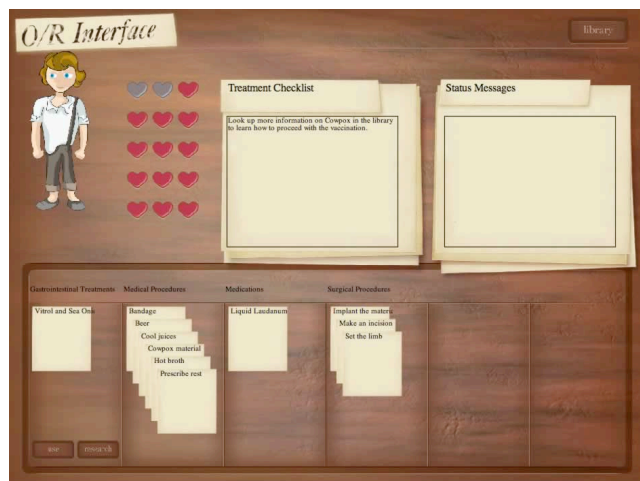 O/R Interface
library
Treatment Checklist
Look up more information on Cowpox in the library
to learn how to proceed with the vaccination.
Status Messages
Gastrointestinal Treatments
Medical Procedures
Medications
Surgical Procedures
Vitrol and Sea Oni
Bandage
Beer
Cool juices
Cowpox material
Hot broth
Prescribe rest
Liquid Laudanum
Implant the materi
Make an incision
Set the limb
use
research